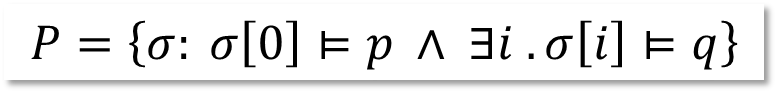 P = {σ: σ[0] ⊨ p ∧ ∃i . σ[i] ⊨ q}